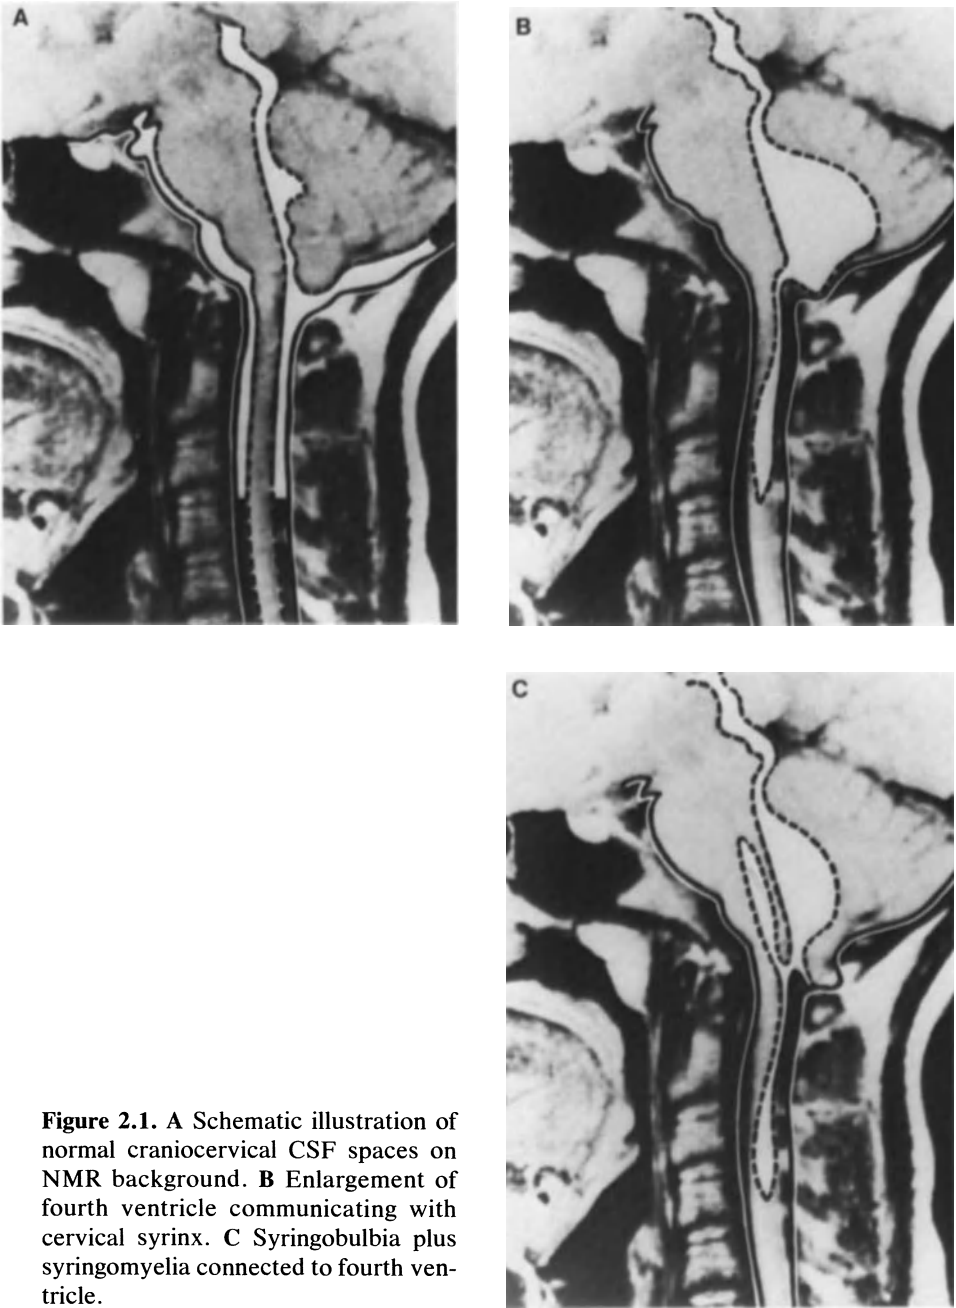 A
B
C
Figure 2.1. A Schematic illustration of
normal craniocervical CSF spaces on
NMR background. B Enlargement of
fourth ventricle communicating with
cervical syrinx. C Syringobulbia plus
syringomyelia connected to fourth ven-
tricle.